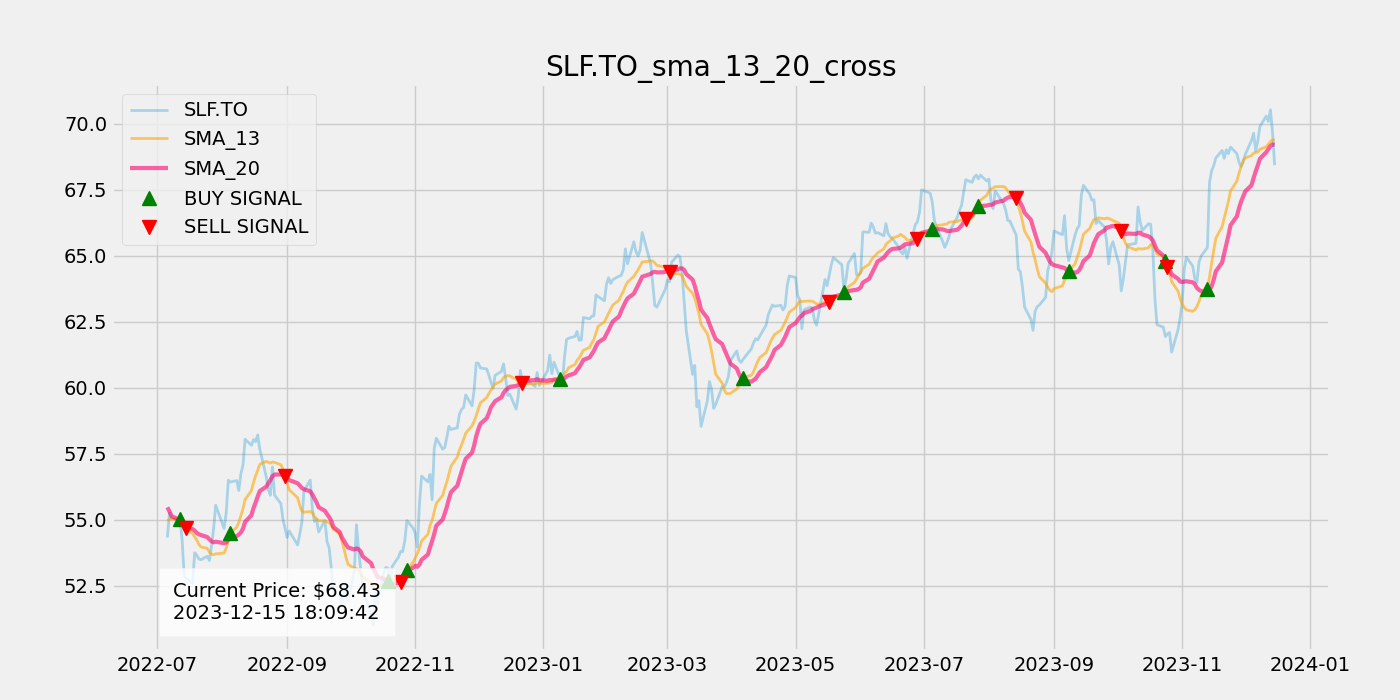 SLF.TO_sma_13_20_cross
SLF.TO
SMA_13
SMA_20
BUY SIGNAL
SELL SIGNAL
70.0
67.5
65.0
62.5
60.0
57.5
55.0
52.5
Current Price: $68.43
2023-12-15 18:09:42
2022-07 2022-09 2022-11 2023-01 2023-03 2023-05 2023-07 2023-09 2023-11 2024-01